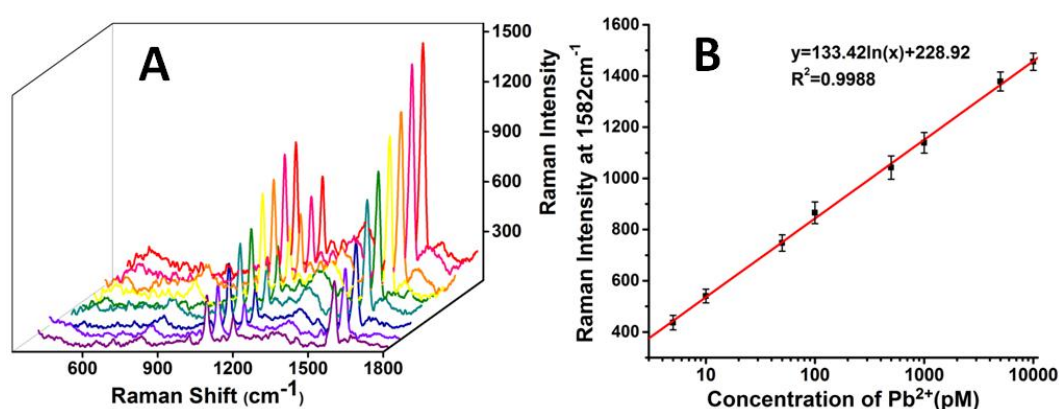 A
1500
1200
900
600
300
Raman Intensity
600
900
1200
1500
1800
Raman Shift (cm-1)
B
y=133.42ln(x)+228.92
R2=0.9988
1600
1400
1200
1000
800
600
400
Raman Intensity at 1582cm-1
10
100
1000
10000
Concentration of Pb2+(pM)